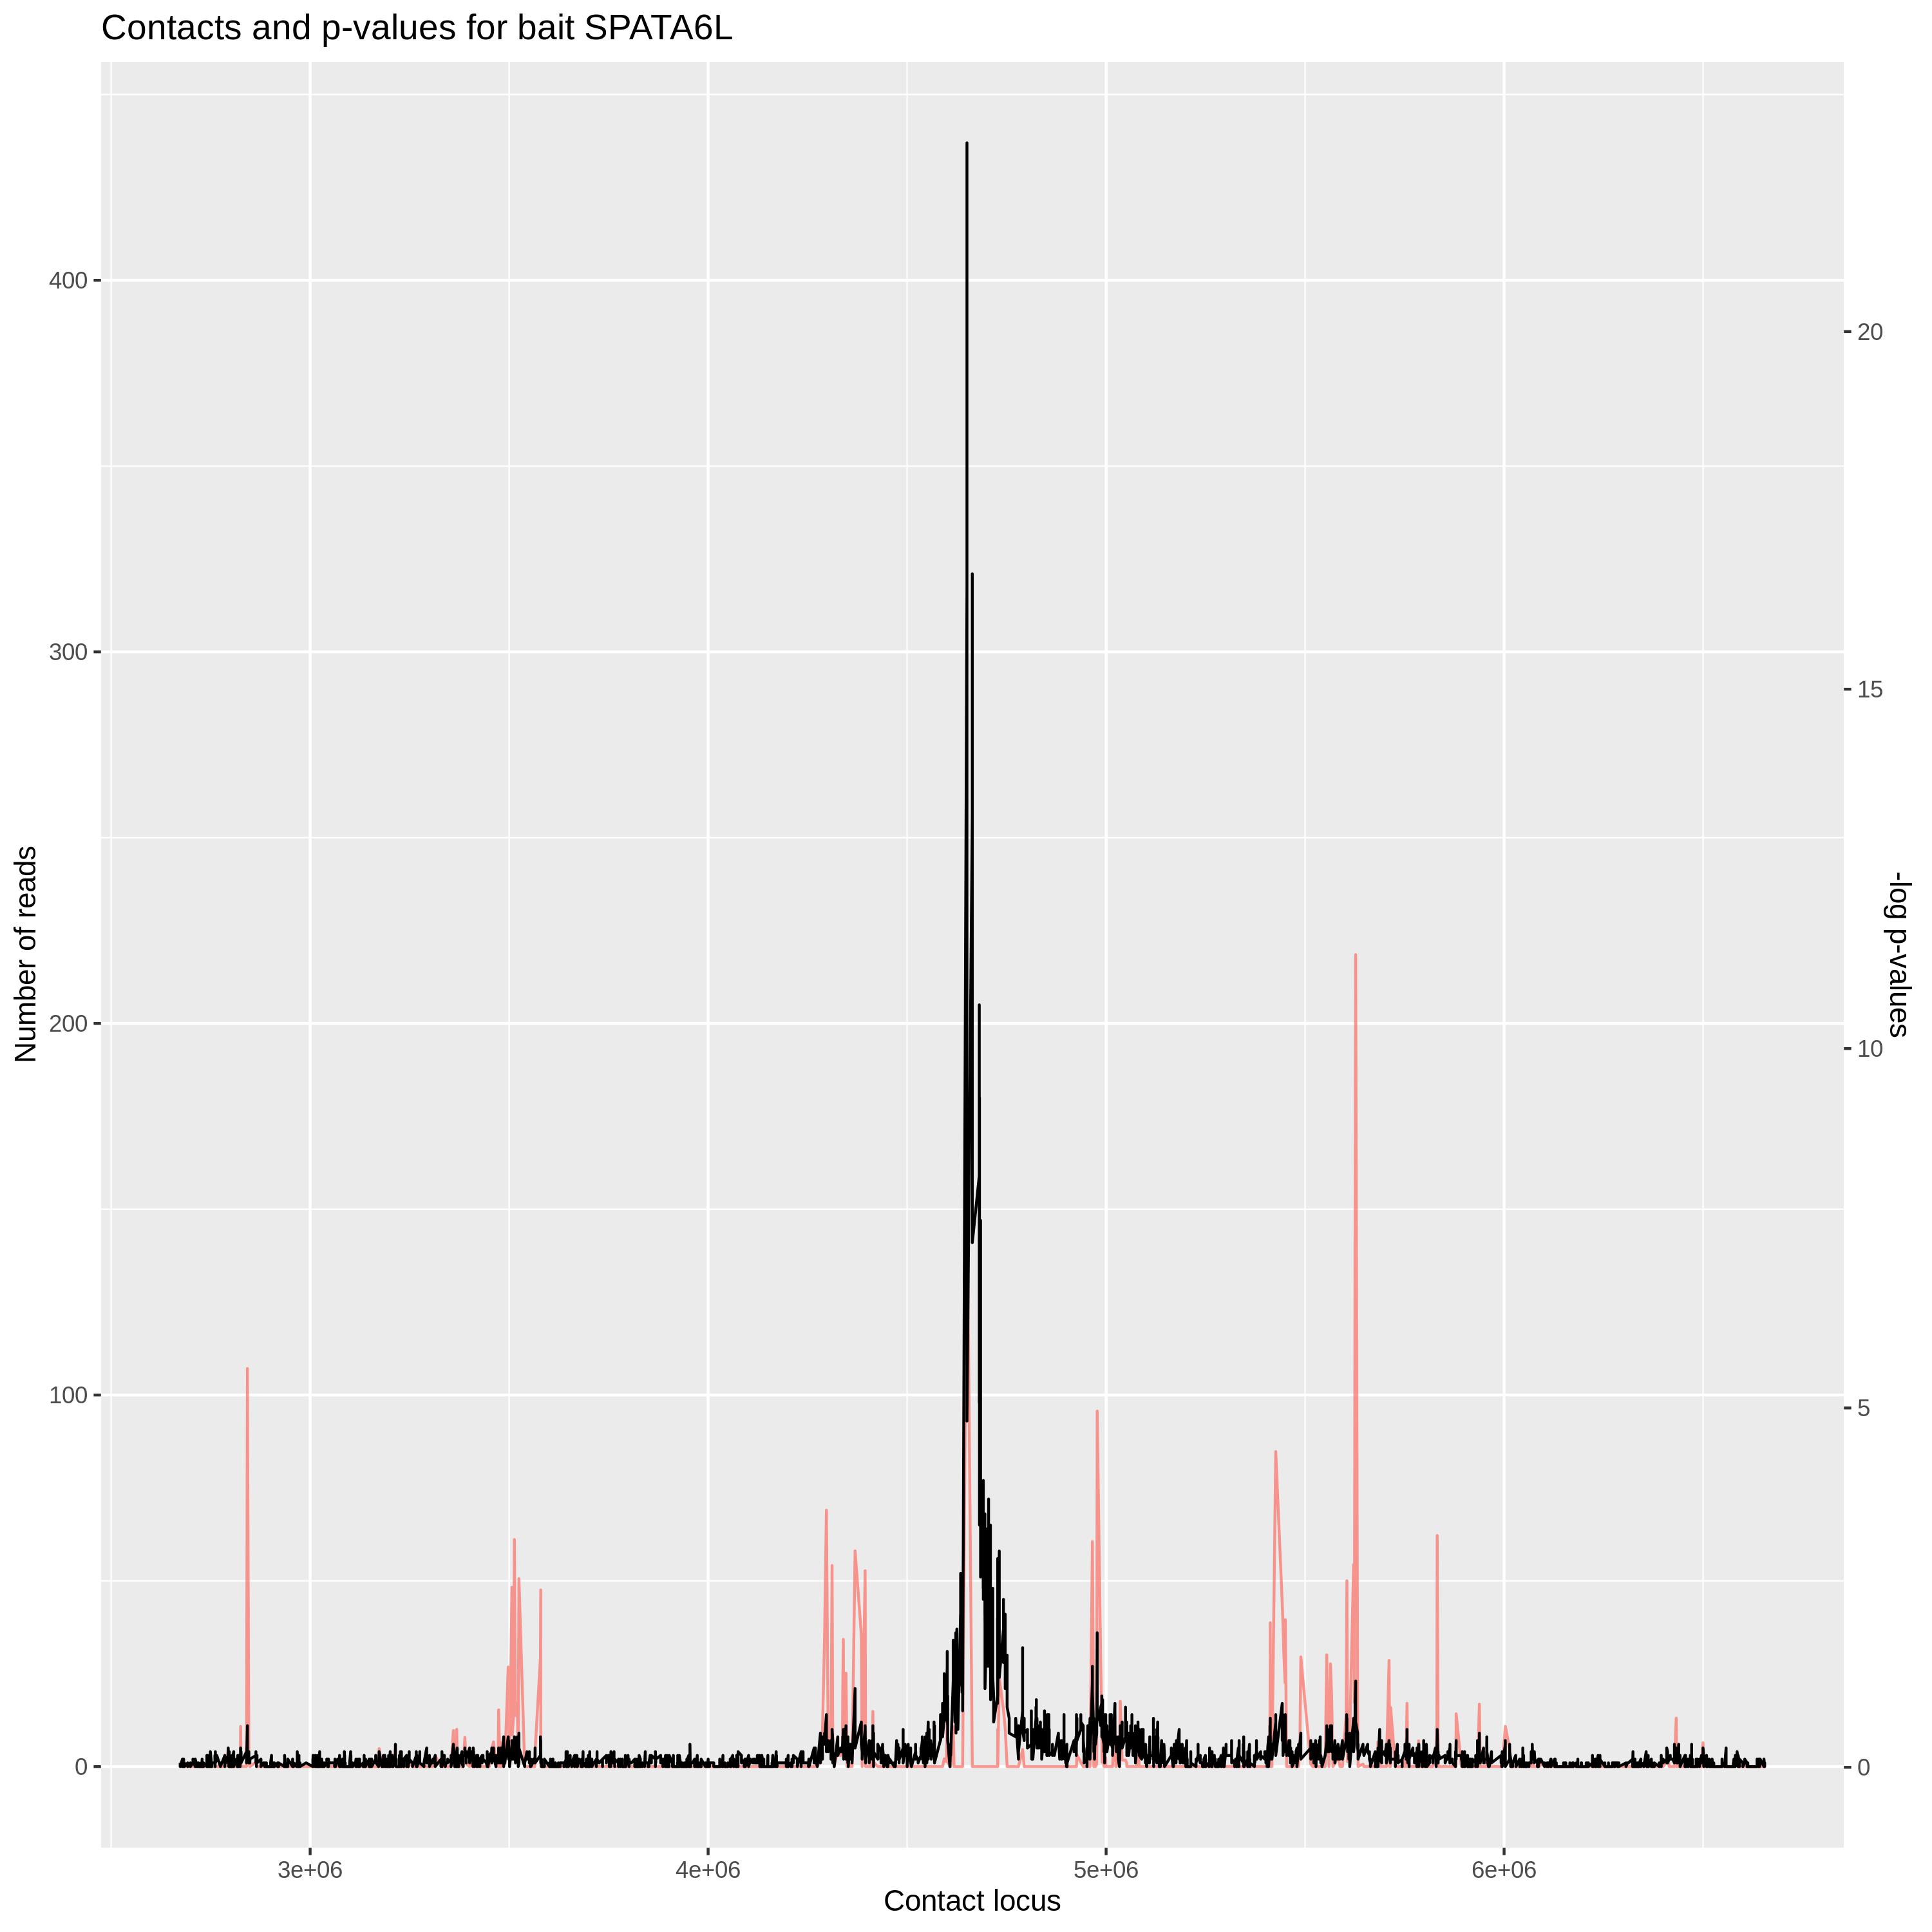 Contacts and p-values for bait SPATA6L
Number of reads
400
300
200
100
0
20
15
10
5
0
-log p-values
3e+06
4e+06
5e+06
6e+06
Contact locus